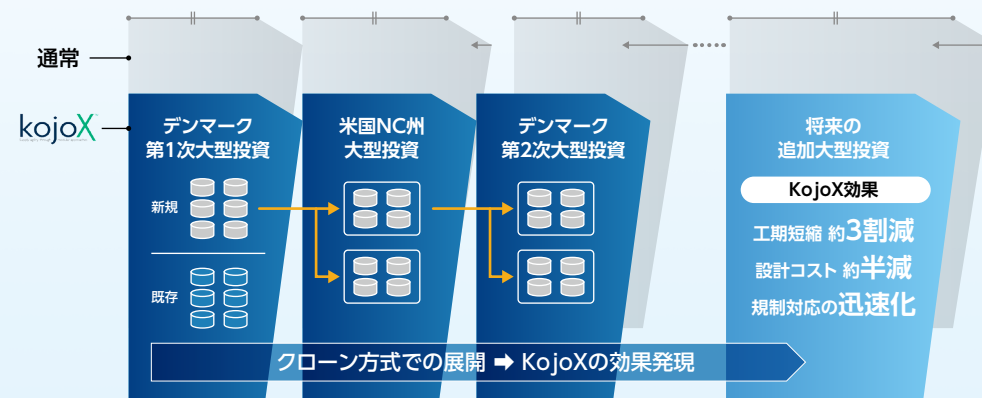 通常
kojoX
デンマーク
第1次大型投資
新規
既存
米国NC州
大型投資
デンマーク
第2次大型投資
将来の
追加大型投資
KojoX効果
工期短縮 約3割減
設計コスト 約半減
規制対応の迅速化
クローン方式での展開 ➡ KojoXの効果発現